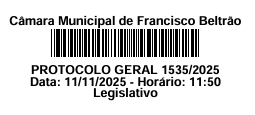 Câmara Municipal de Francisco Beltrão
PROTOCOLO GERAL 1535/2025
Data: 11/11/2025 - Horário: 11:50
Legislativo